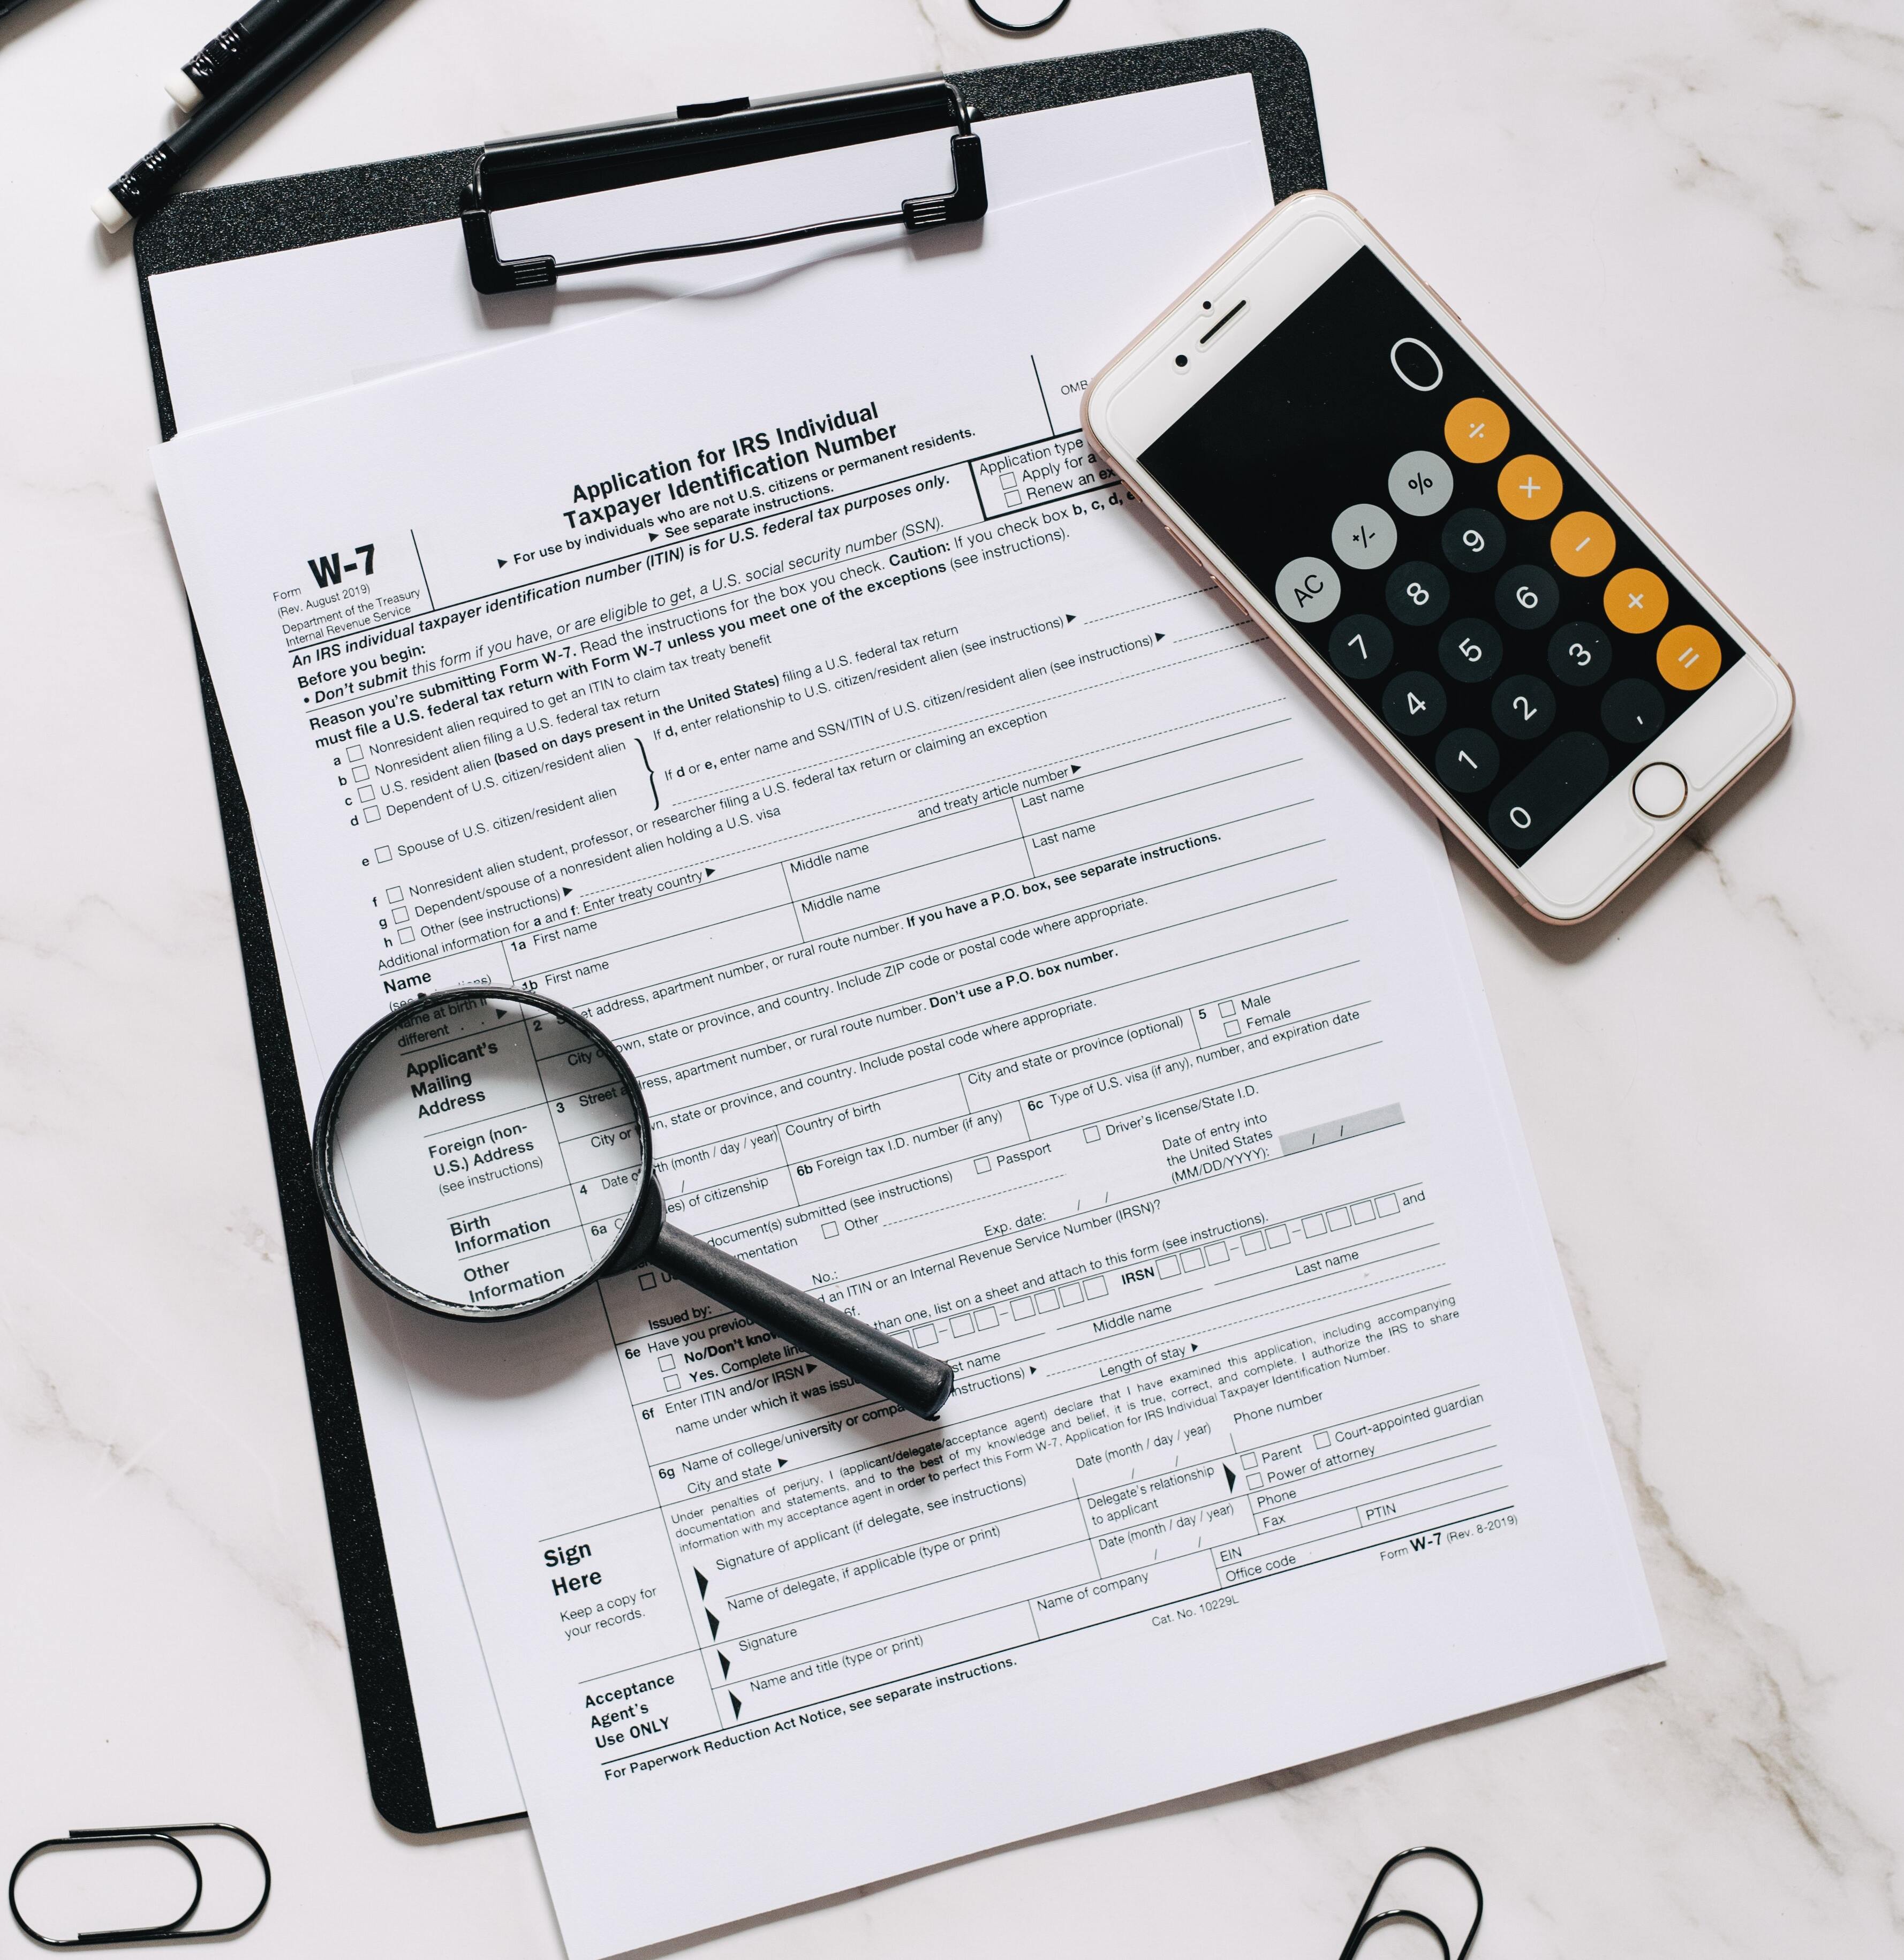 Application for IRS Individual
Taxpayer Identification Number
▶ For use by individuals who are not U.S. citizens or permanent residents.
▶ See separate instructions.
OMB
Form W-7
(Rev. August 2019)
Department of the Treasury
Internal Revenue Service
An IRS individual taxpayer identification number (ITIN) is for U.S. federal tax purposes only.
Application type
Apply for a
Renew an ex
Before you begin:
• Don't submit this form if you have, or are eligible to get, a U.S. social security number (SSN).
Reason you're submitting Form W-7. Read the instructions for the box you check. Caution: If you check box b, c, d, e,
must file a U.S. federal tax return with Form W-7 unless you meet one of the exceptions (see instructions).
a Nonresident alien required to get an ITIN to claim tax treaty benefit
b Nonresident alien filing a U.S. federal tax return
c U.S. resident alien (based on days present in the United States) filing a U.S. federal tax return
d Dependent of U.S. citizen/resident alien
If d, enter relationship to U.S. citizen/resident alien (see instructions) ▶
e Spouse of U.S. citizen/resident alien
If d or e, enter name and SSN/ITIN of U.S. citizen/resident alien (see instructions) ▶
f Nonresident alien student, professor, or researcher filing a U.S. federal tax return or claiming an exception
g Dependent/spouse of a nonresident alien holding a U.S. visa
h Other (see instructions) ▶
Additional information for a and f: Enter treaty country ▶ and treaty article number ▶
Name
(see instructions)
1a First name Middle name Last name
Name at birth if
different . . ▶
1b First name Middle name Last name
Applicant's
Mailing
Address
2 Street address, apartment number, or rural route number. If you have a P.O. box, see separate instructions.
City or town, state or province, and country. Include ZIP code or postal code where appropriate.
Foreign (non-
U.S.) Address
(see instructions)
3 Street address, apartment number, or rural route number. Don't use a P.O. box number.
City or town, state or province, and country. Include postal code where appropriate.
Birth
Information
4 Date of birth (month / day / year) Country of birth City and state or province (optional) 5 Male
/ Female
Other
Information
6a C es) of citizenship 6b Foreign tax I.D. number (if any) 6c Type of U.S. visa (if any), number, and expiration date
document(s) submitted (see instructions) Passport Driver's license/State I.D.
mentation Other
Date of entry into
the United States
(MM/DD/YYYY): / /
Issued by: No.: Exp. date: / /
6e Have you previou d an ITIN or an Internal Revenue Service Number (IRSN)?
No/Don't know 6f.
Yes. Complete line than one, list on a sheet and attach to this form (see instructions).
6f Enter ITIN and/or IRSN ▶ IRSN and
name under which it was issue st name Middle name Last name
6g Name of college/university or compa nstructions) ▶
City and state ▶ Length of stay ▶
Sign
Here
Keep a copy for
your records.
Under penalties of perjury, I (applicant/delegate/acceptance agent) declare that I have examined this application, including accompanying
documentation and statements, and to the best of my knowledge and belief, it is true, correct, and complete. I authorize the IRS to share
information with my acceptance agent in order to perfect this Form W-7, Application for IRS Individual Taxpayer Identification Number.
Signature of applicant (if delegate, see instructions) Date (month / day / year) Phone number
/ /
Name of delegate, if applicable (type or print) Delegate's relationship
to applicant
Parent Court-appointed guardian
Power of attorney
Acceptance
Agent's
Use ONLY
Signature Date (month / day / year) Phone
/ / Fax
Name and title (type or print) Name of company EIN PTIN
Office code
For Paperwork Reduction Act Notice, see separate instructions. Cat. No. 10229L Form W-7 (Rev. 8-2019)
0
AC +/- % ÷
7 8 9 ×
4 5 6 −
1 2 3 +
0 , =